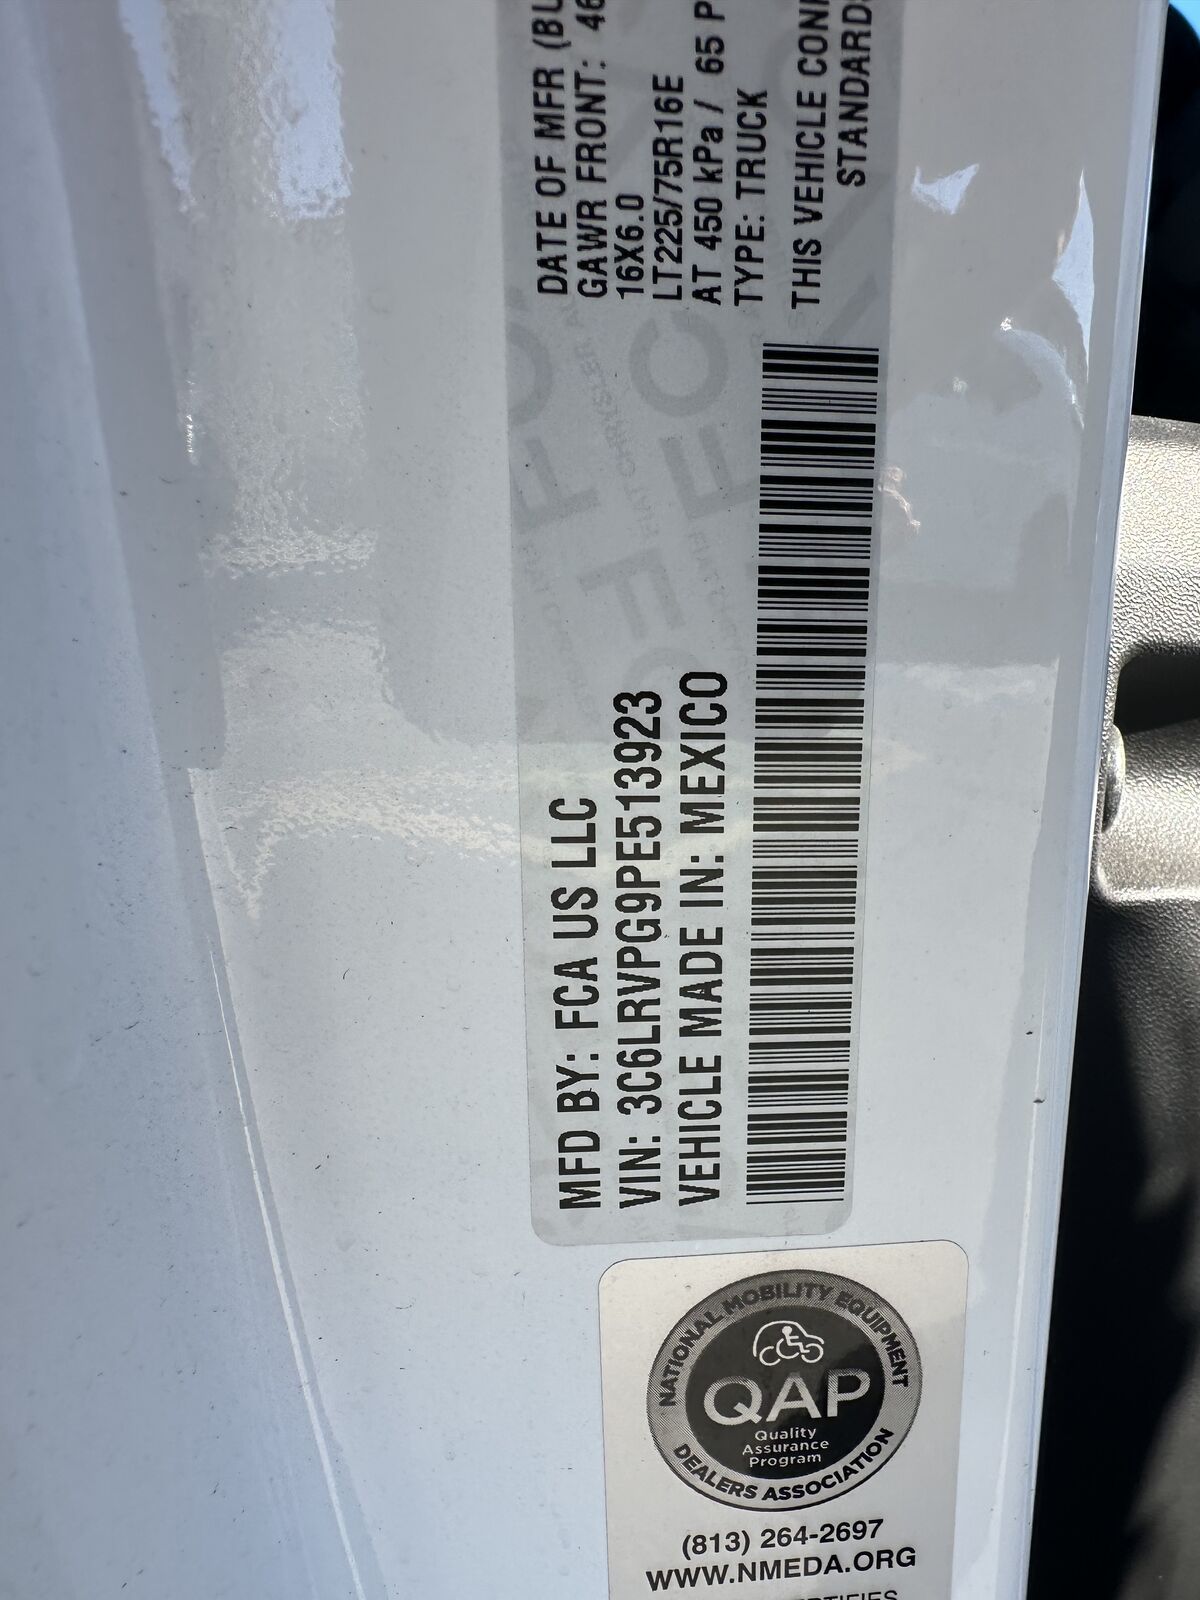 MFD BY: FCA US LLC
VIN: 3C6LRVPG9PE513923
VEHICLE MADE IN: MEXICO
DATE OF MFR (BU
GAWR FRONT: 46
16X6.0
LT225/75R16E
AT 450 kPa / 65 P
TYPE: TRUCK
THIS VEHICLE CON
STANDARD
NATIONAL MOBILITY EQUIPMENT
QAP
Quality
Assurance
Program
DEALERS ASSOCIATION
(813) 264-2697
WWW.NMEDA.ORG